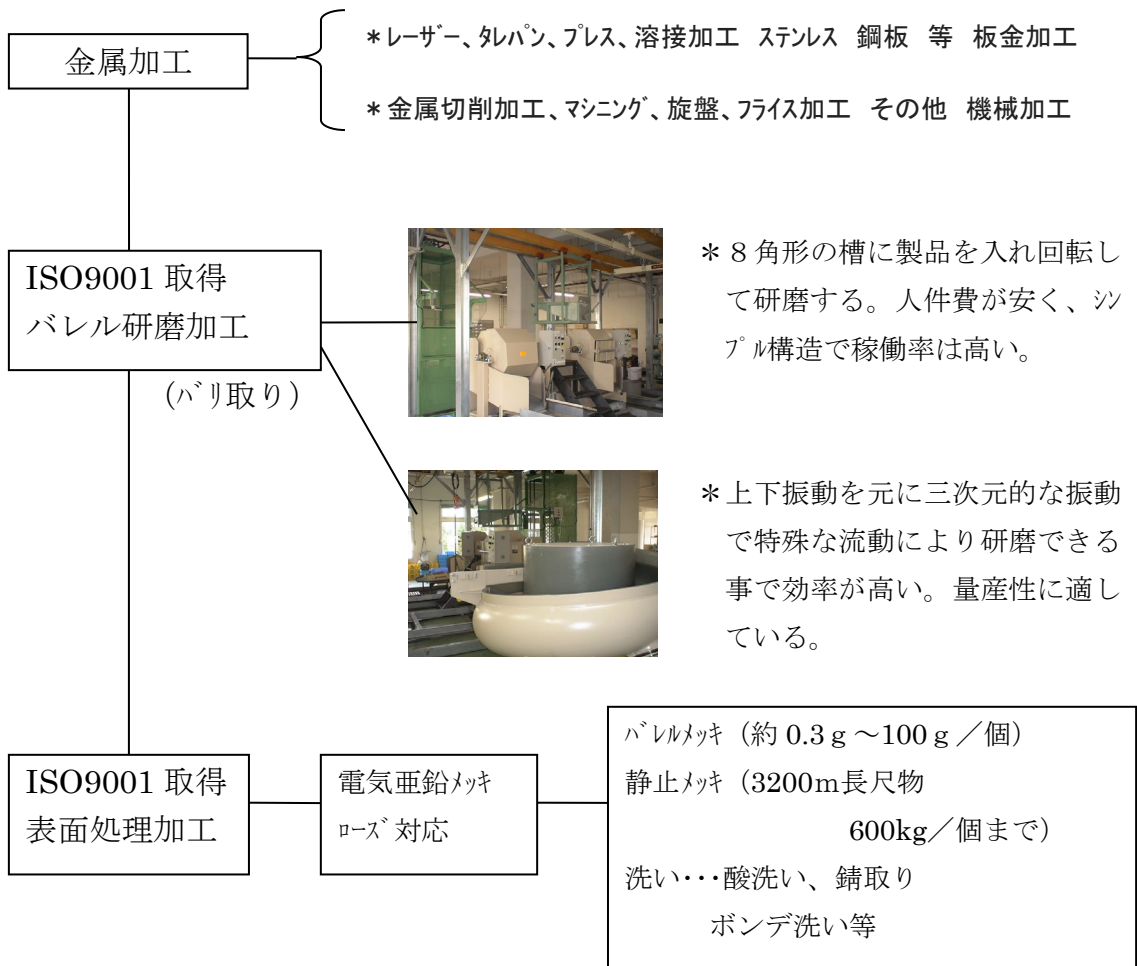 金属加工
＊ﾚｰｻﾞｰ､ﾀﾚﾊﾟﾝ､ﾌﾟﾚｽ､溶接加工 ｽﾃﾝﾚｽ 鋼板 等 板金加工
＊金属切削加工､ﾏｼﾆﾝｸﾞ､旋盤､ﾌﾗｲｽ加工 その他 機械加工
ISO9001 取得
バレル研磨加工
（ﾊﾞﾘ取り）
＊８角形の槽に製品を入れ回転し
て研磨する。人件費が安く、ｼﾝ
ﾌﾟﾙ構造で稼働率は高い。
＊上下振動を元に三次元的な振動
で特殊な流動により研磨できる
事で効率が高い。量産性に適し
ている。
ISO9001 取得
表面処理加工
電気亜鉛ﾒｯｷ
ﾛｰｽﾞ対応
ﾊﾞﾚﾙﾒｯｷ（約 0.3ｇ～100ｇ／個）
静止ﾒｯｷ（3200ｍ長尺物
600kg／個まで）
洗い・・・酸洗い、錆取り
ボンデ洗い等